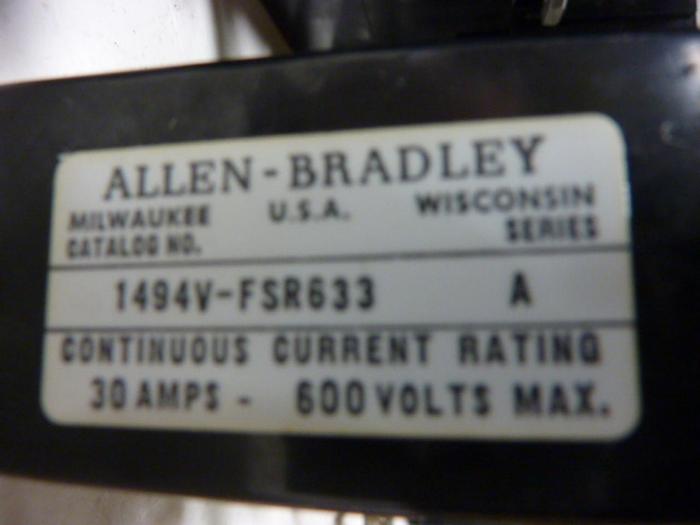 ALLEN-BRADLEY
MILWAUKEE U.S.A. WISCONSIN
CATALOG NO. SERIES
1494V-FSR633 A
CONTINUOUS CURRENT RATING
30 AMPS - 600 VOLTS MAX.